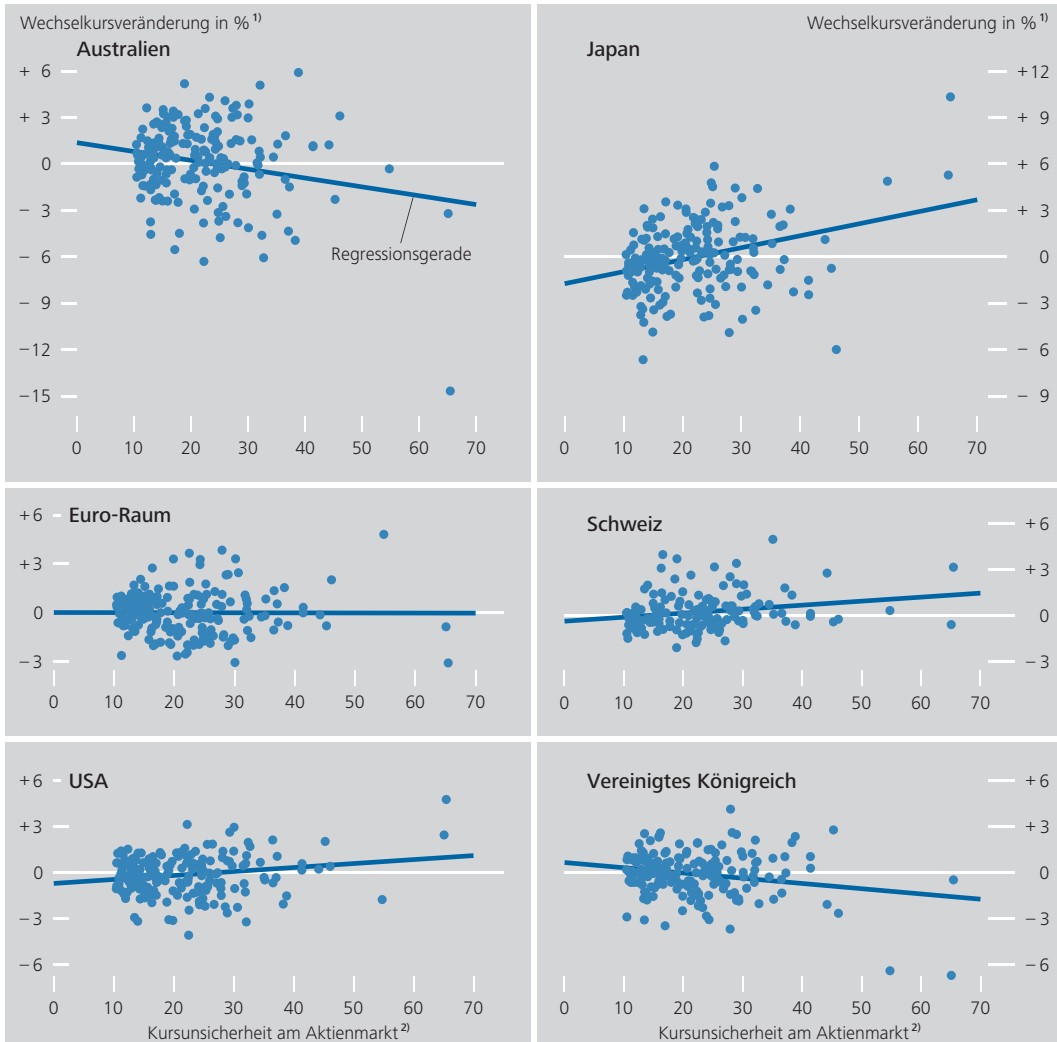 Wechselkursveränderung in % 1)
Australien
+ 6
+ 3
0
− 3
− 6
− 9
−12
−15
Regressionsgerade
0 10 20 30 40 50 60 70
Wechselkursveränderung in % 1)
Japan
+12
+ 9
+ 6
+ 3
0
− 3
− 6
− 9
0 10 20 30 40 50 60 70
Euro-Raum
+6
+3
0
−3
0 10 20 30 40 50 60 70
Schweiz
+6
+3
0
−3
0 10 20 30 40 50 60 70
USA
+6
+3
0
−3
−6
0 10 20 30 40 50 60 70
Kursunsicherheit am Aktienmarkt 2)
Vereinigtes Königreich
+6
+3
0
−3
−6
0 10 20 30 40 50 60 70
Kursunsicherheit am Aktienmarkt 2)